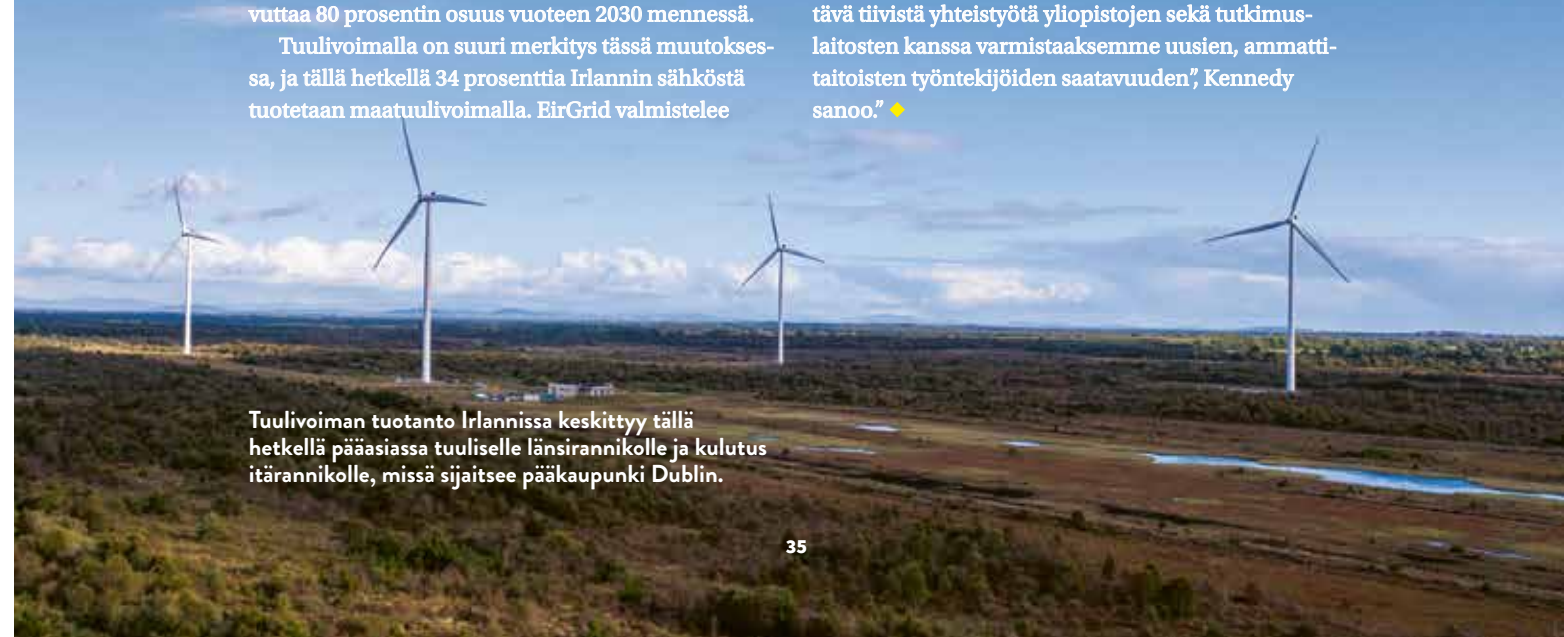 vuttaa 80 prosentin osuus vuoteen 2030 mennessä.
Tuulivoimalla on suuri merkitys tässä muutokses-
sa, ja tällä hetkellä 34 prosenttia Irlannin sähköstä
tuotetaan maatuulivoimalla. EirGrid valmistelee
tävä tiivistä yhteistyötä yliopistojen sekä tutkimus-
laitosten kanssa varmistaaksemme uusien, ammatti-
taitoisten työntekijöiden saatavuuden”, Kennedy
sanoo.”
Tuulivoiman tuotanto Irlannissa keskittyy tällä
hetkellä pääasiassa tuuliselle länsirannikolle ja kulutus
itärannikolle, missä sijaitsee pääkaupunki Dublin.
35